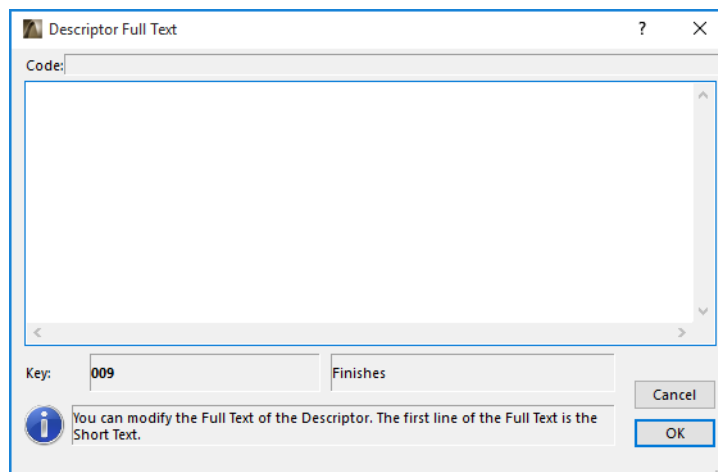 Descriptor Full Text
Code:
Key: 009 Finishes
You can modify the Full Text of the Descriptor. The first line of the Full Text is the
Short Text.
Cancel
OK